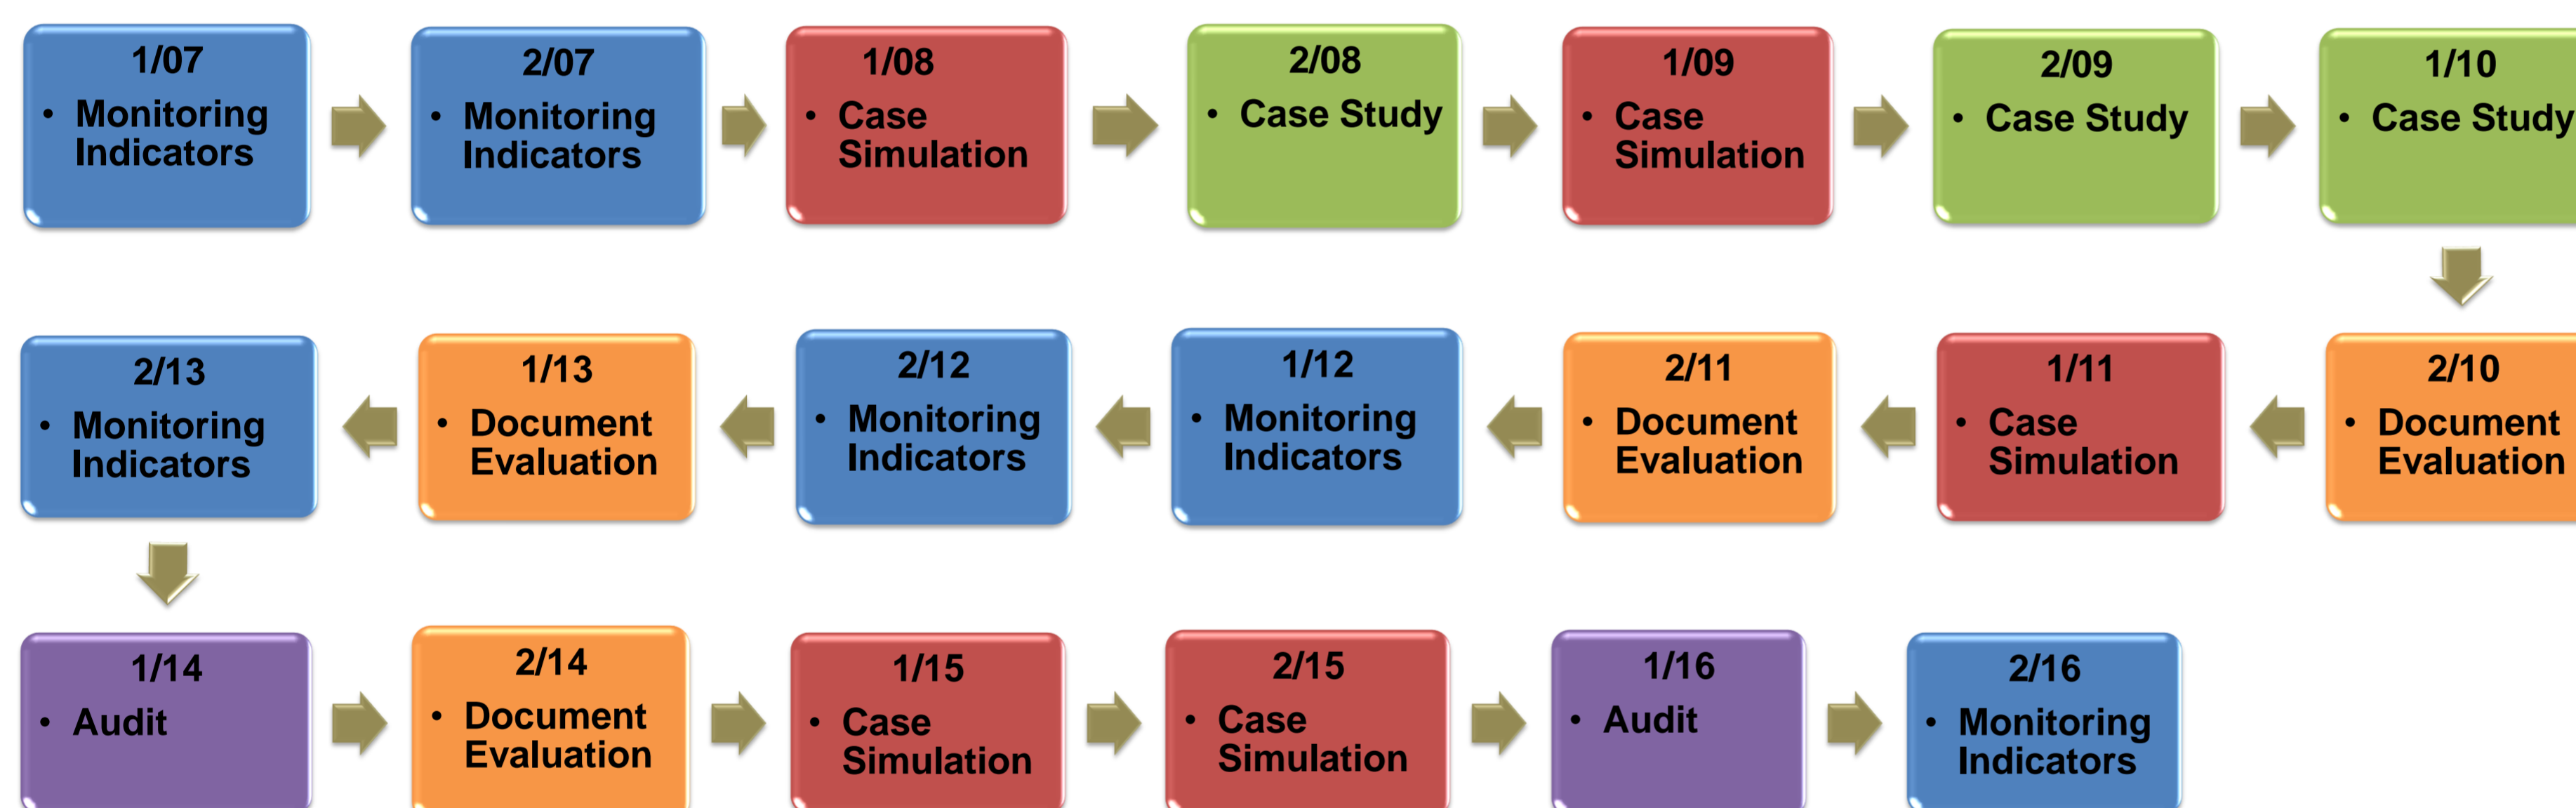 1/07
• Monitoring
Indicators
2/07
• Monitoring
Indicators
1/08
• Case
Simulation
2/08
• Case Study
1/09
• Case
Simulation
2/09
• Case Study
1/10
• Case Study
2/10
• Document
Evaluation
1/11
• Case
Simulation
2/11
• Document
Evaluation
1/12
• Monitoring
Indicators
2/12
• Monitoring
Indicators
1/13
• Document
Evaluation
2/13
• Monitoring
Indicators
1/14
• Audit
2/14
• Document
Evaluation
1/15
• Case
Simulation
2/15
• Case
Simulation
1/16
• Audit
2/16
• Monitoring
Indicators